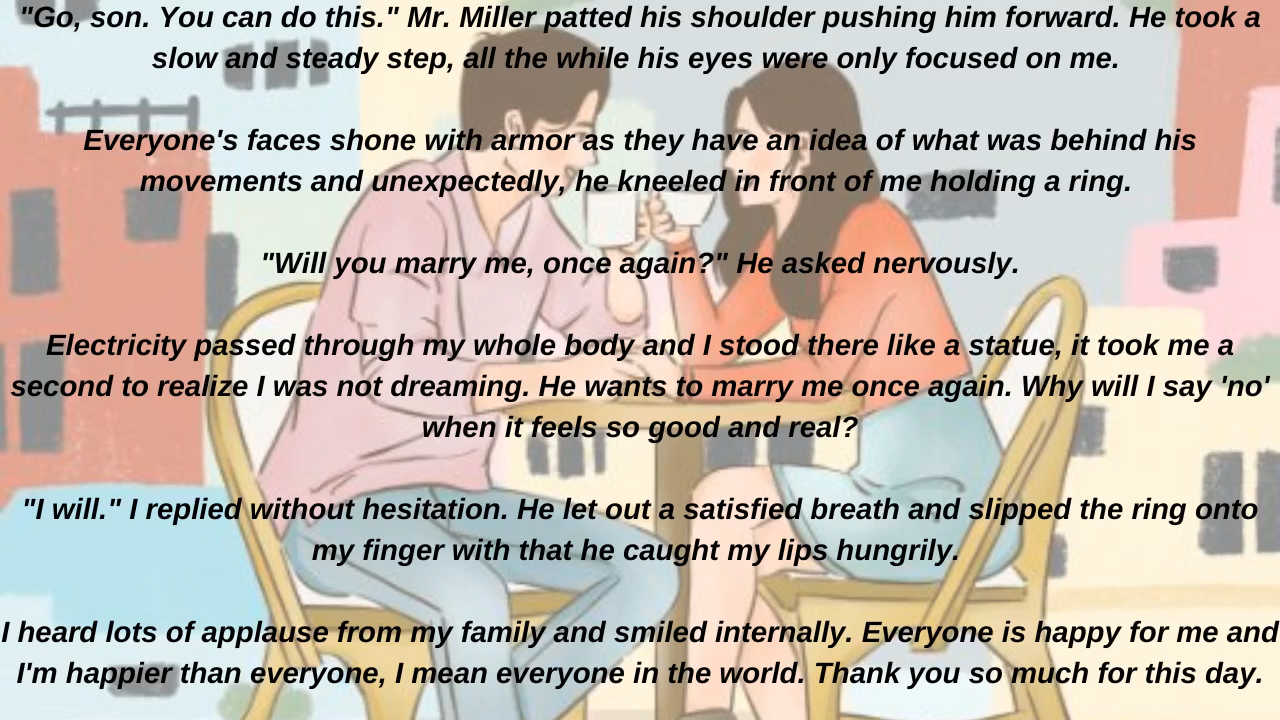 "Go, son. You can do this." Mr. Miller patted his shoulder pushing him forward. He took a
slow and steady step, all the while his eyes were only focused on me.
Everyone's faces shone with armor as they have an idea of what was behind his
movements and unexpectedly, he kneeled in front of me holding a ring.
"Will you marry me, once again?" He asked nervously.
Electricity passed through my whole body and I stood there like a statue, it took me a
second to realize I was not dreaming. He wants to marry me once again. Why will I say 'no'
when it feels so good and real?
"I will." I replied without hesitation. He let out a satisfied breath and slipped the ring onto
my finger with that he caught my lips hungrily.
I heard lots of applause from my family and smiled internally. Everyone is happy for me and
I'm happier than everyone, I mean everyone in the world. Thank you so much for this day.